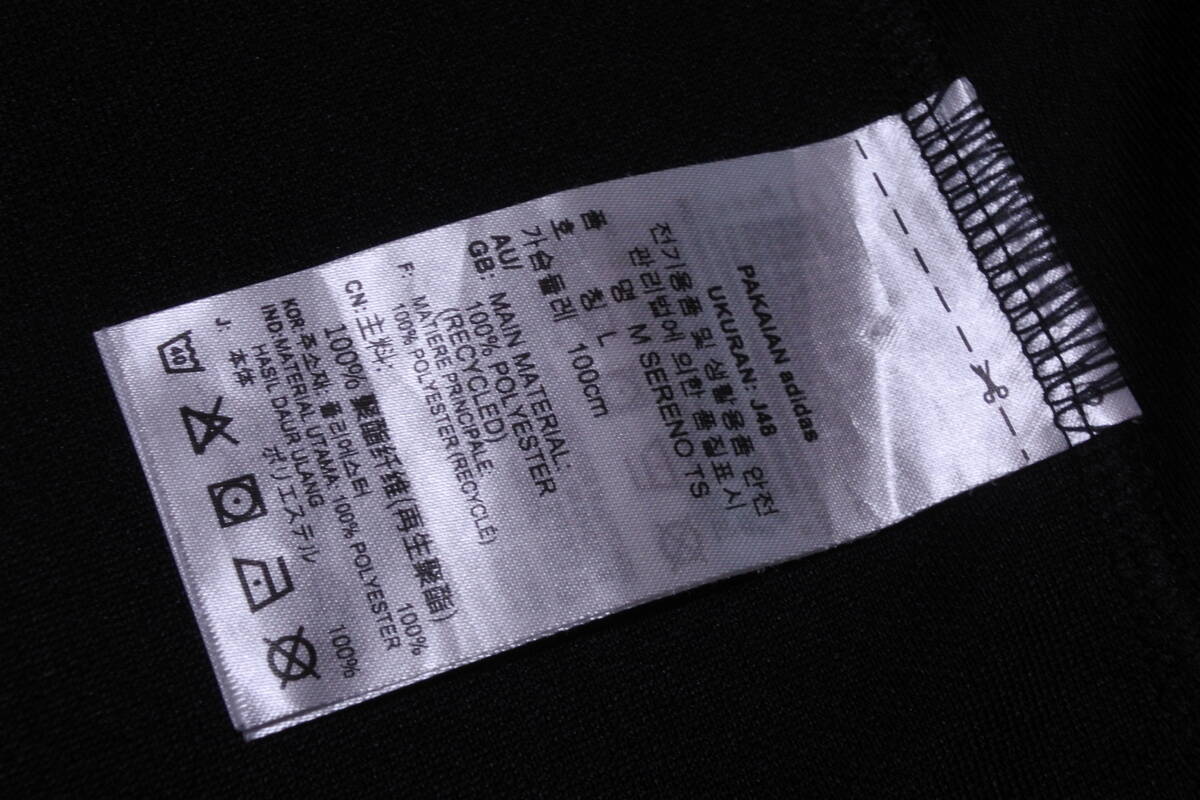 PAKAIAN adidas
UKURAN: J48
전기용품 및 생활용품 안전
관리법에 의한 품질표시
품 명 M SERENO TS
호 칭 L
가슴둘레 100cm
AU/
GB: MAIN MATERIAL:
100% POLYESTER
(RECYCLED)
F: MATIERE PRINCIPALE:
100% POLYESTER (RECYCLÉ)
CN: 主料:
100% 聚酯纤维(再生聚酯)
KOR:주소재 폴리에스터 100%
IND:MATERIAL UTAMA 100% POLYESTER
HASIL DAUR ULANG
J: 本体 ポリエステル 100%
40